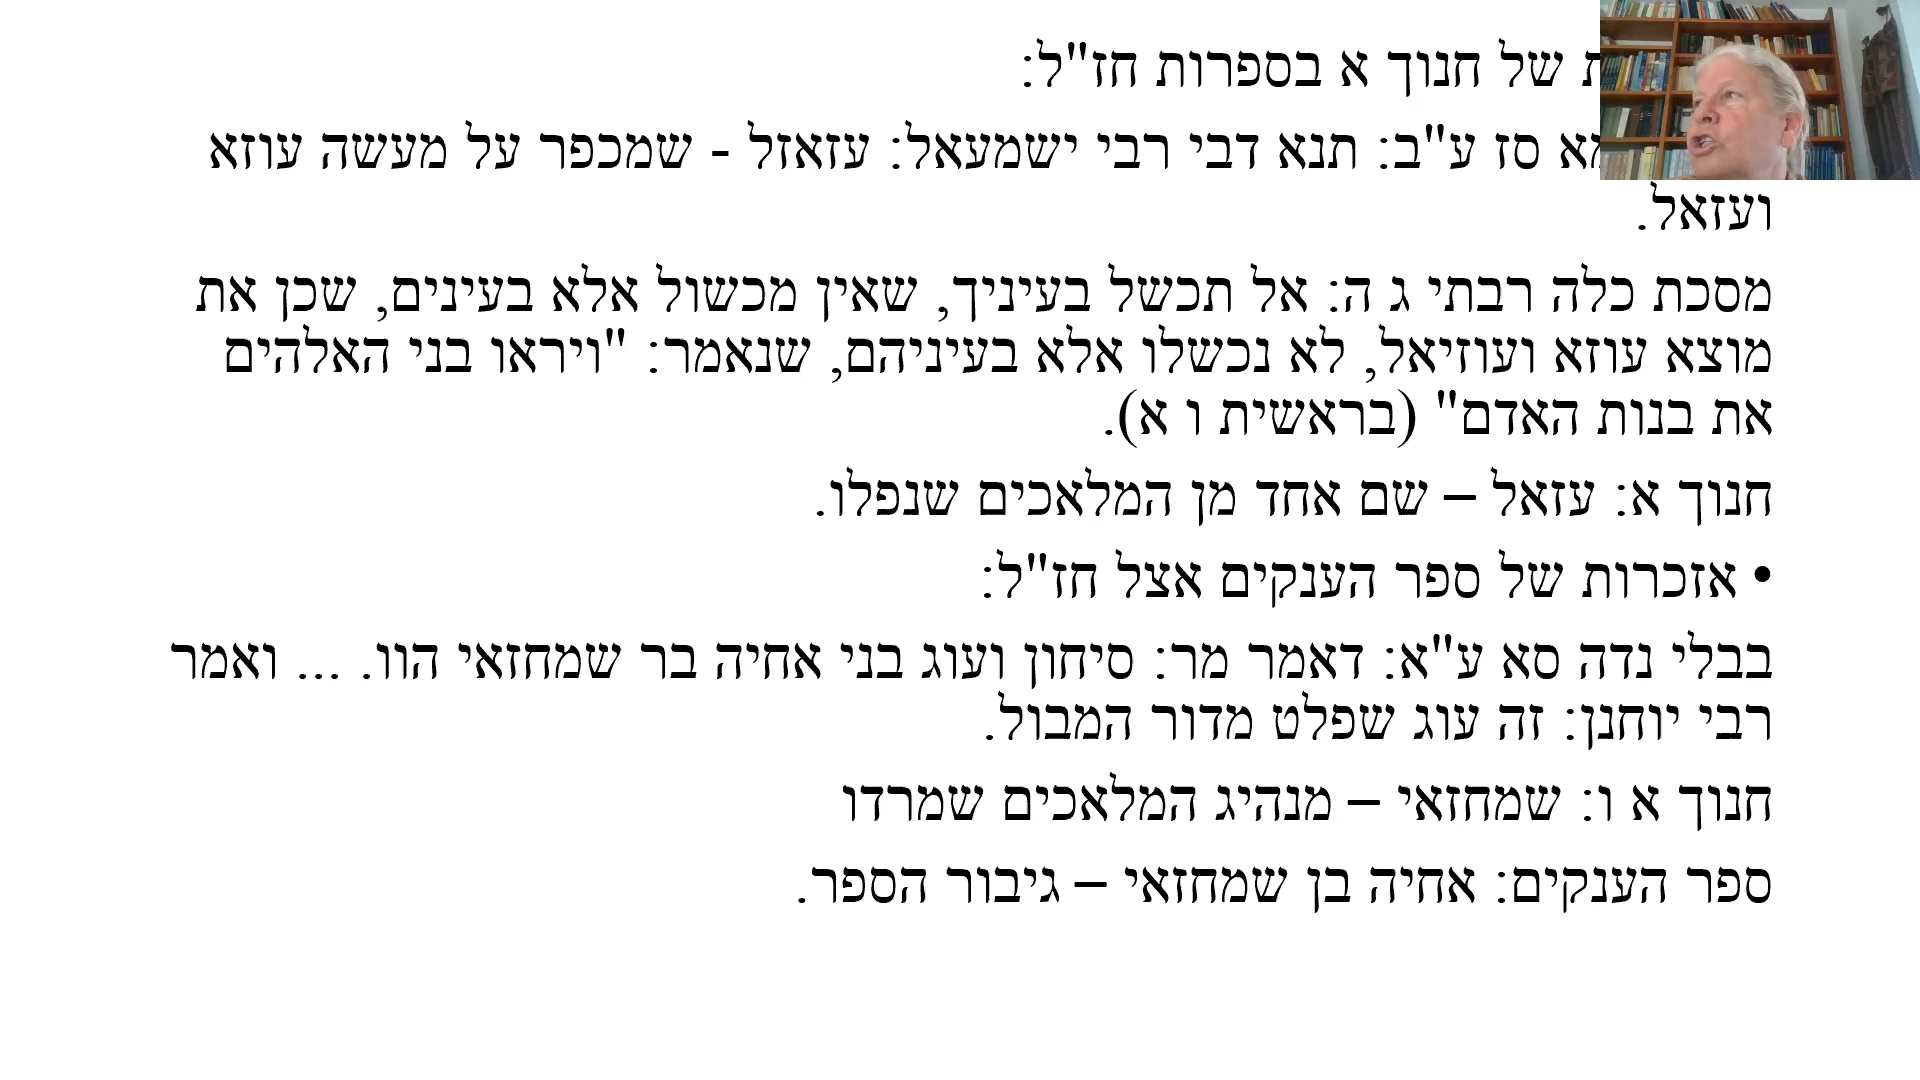 של חנוך א בספרות חז"ל:
סז ע"ב: תנא דבי רבי ישמעאל: עזאזל - שמכפר על מעשה עוזא
ועזאל.
מסכת כלה רבתי ג ה: אל תכשל בעיניך, שאין מכשול אלא בעינים, שכן את
מוצא עוזא ועוזיאל, לא נכשלו אלא בעיניהם, שנאמר: "ויראו בני האלהים
את בנות האדם" (בראשית ו א).
חנוך א: עזאל – שם אחד מן המלאכים שנפלו.
• אזכרות של ספר הענקים אצל חז"ל:
בבלי נדה סא ע"א: דאמר מר: סיחון ועוג בני אחיה בר שמחזאי הוו. ... ואמר
רבי יוחנן: זה עוג שפלט מדור המבול.
חנוך א ו: שמחזאי – מנהיג המלאכים שמרדו
ספר הענקים: אחיה בן שמחזאי – גיבור הספר.